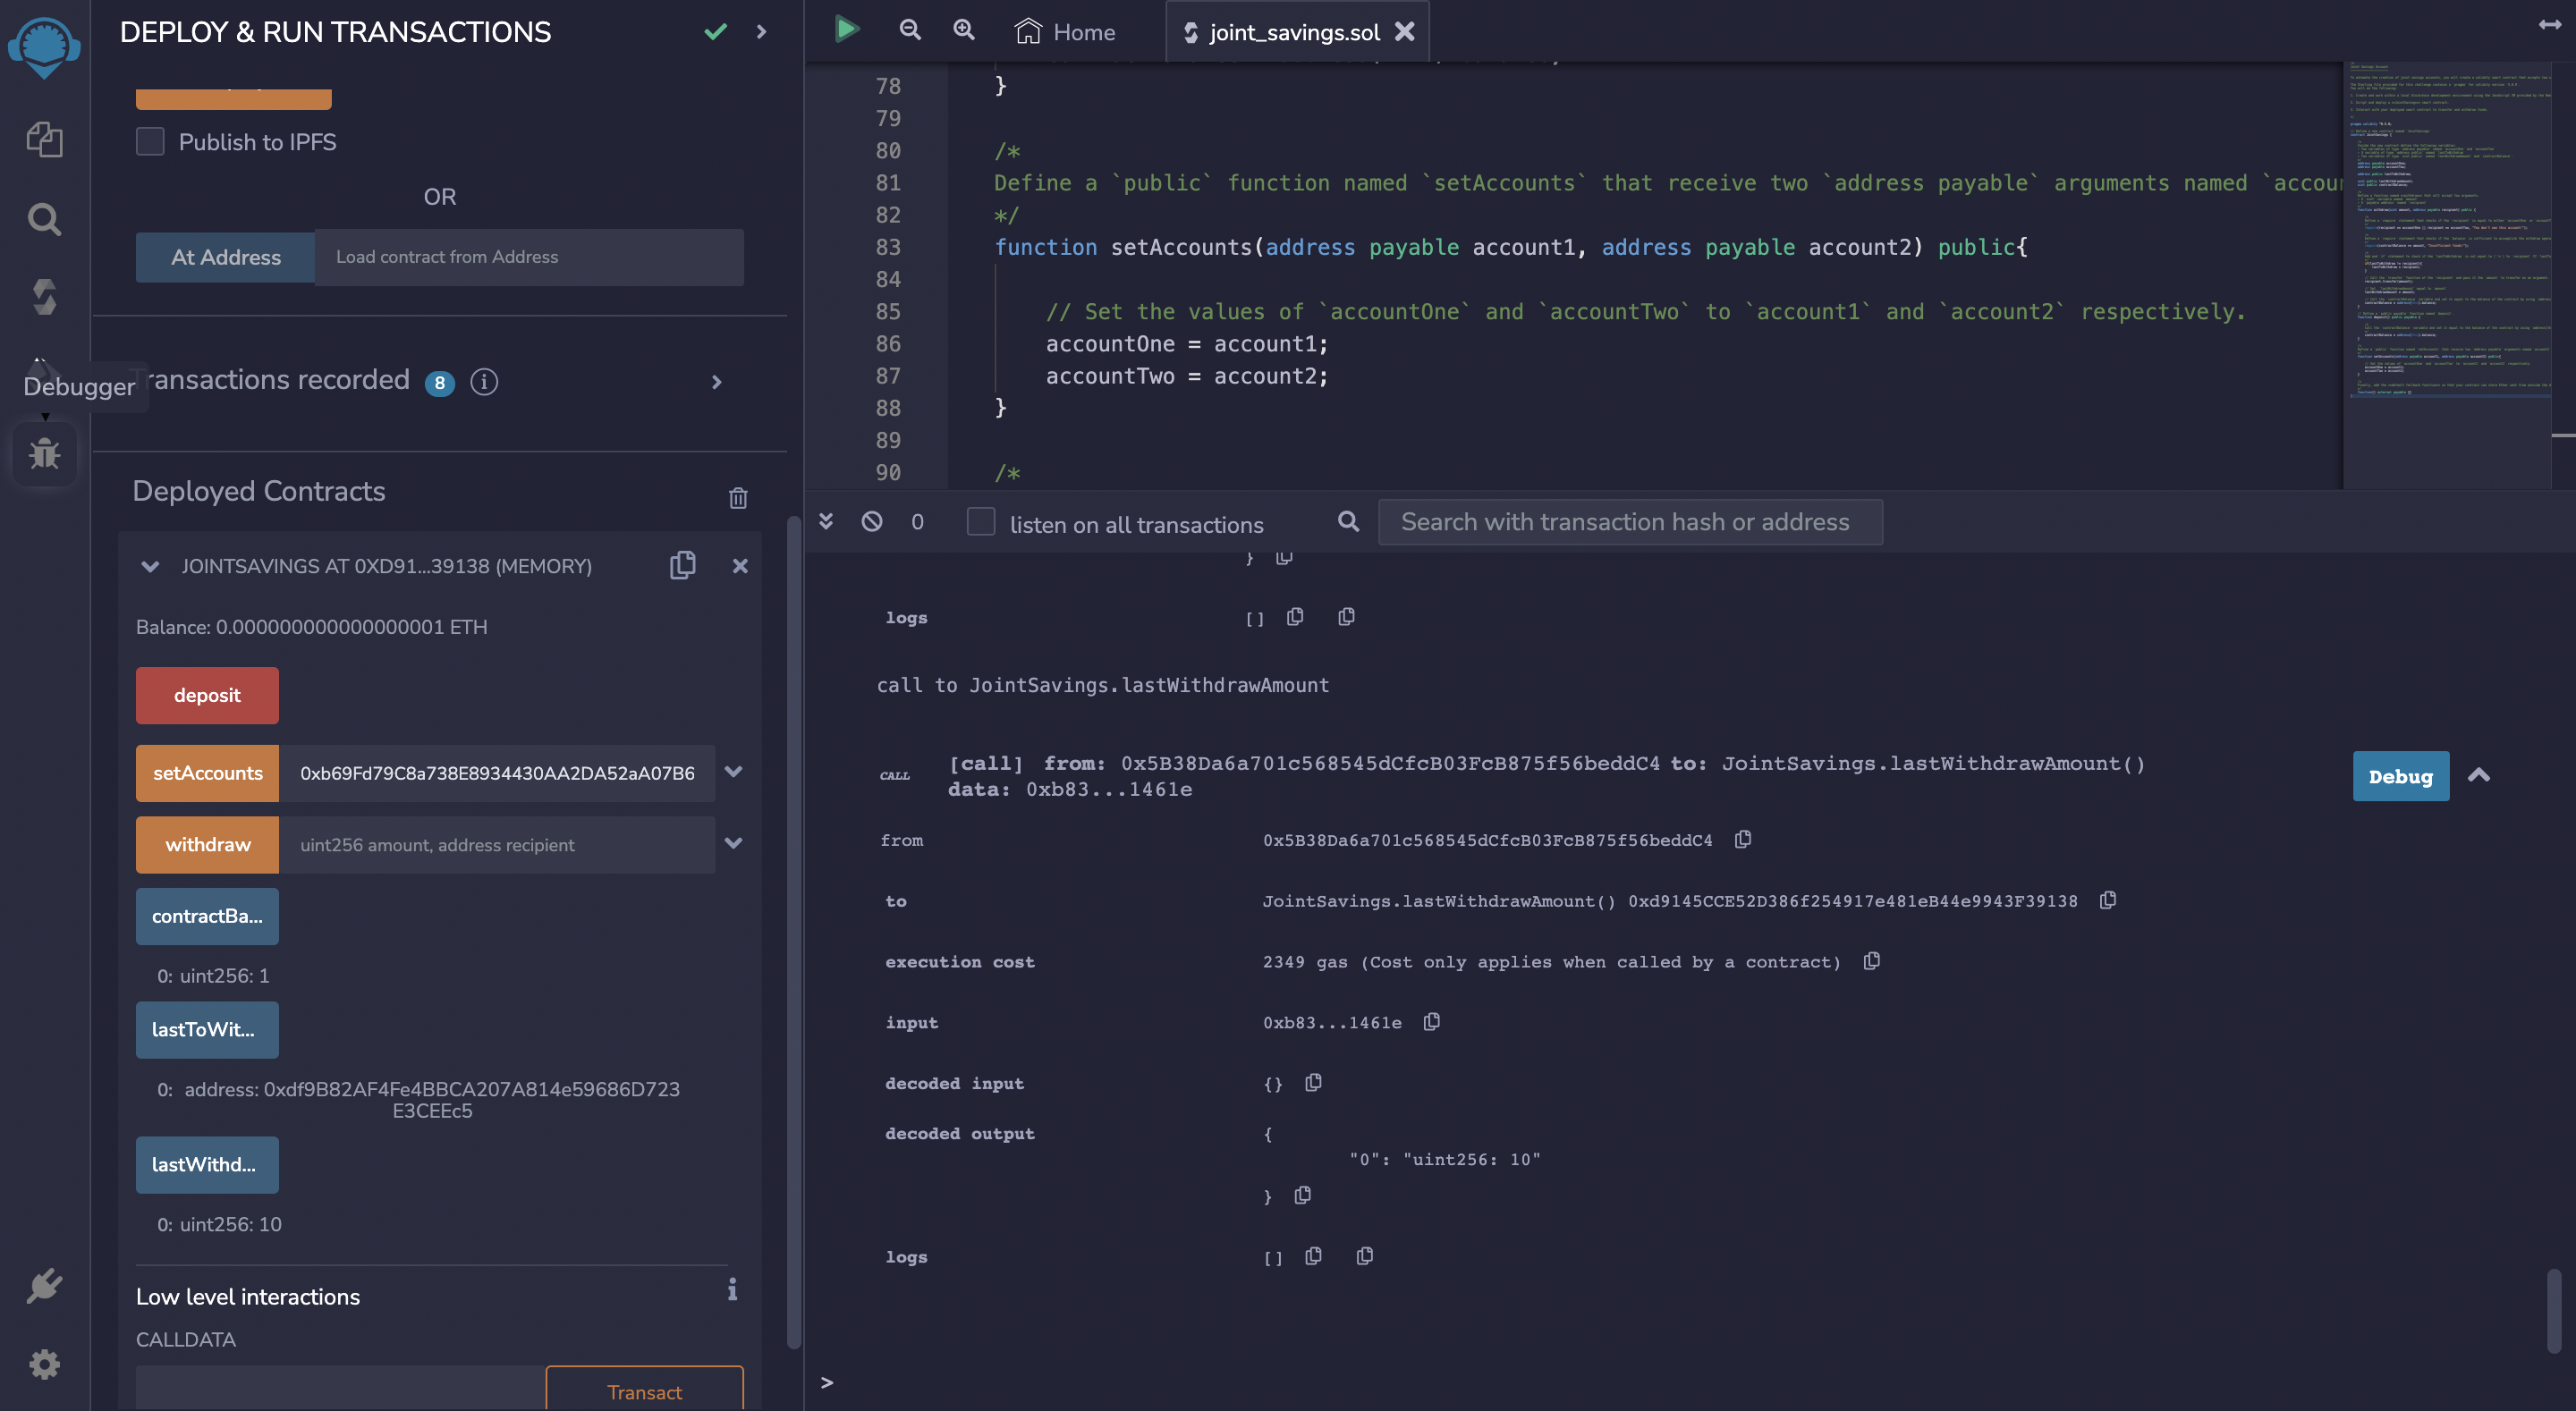 DEPLOY & RUN TRANSACTIONS
Publish to IPFS
OR
At Address
Load contract from Address
Debugger
ransactions recorded 8
Deployed Contracts
JOINTSAVINGS AT 0XD91...39138 (MEMORY)
Balance: 0.000000000000000001 ETH
deposit
setAccounts
0xb69Fd79C8a738E8934430AA2DA52aA07B6
withdraw
uint256 amount, address recipient
contractBa...
0: uint256: 1
lastToWit...
0: address: 0xdf9B82AF4Fe4BBCA207A814e59686D723
E3CEEc5
lastWithd...
0: uint256: 10
Low level interactions
CALLDATA
Transact
Home
joint_savings.sol
78 }
79
80 /*
81 Define a `public` function named `setAccounts` that receive two `address payable` arguments named `accou
82 */
83 function setAccounts(address payable account1, address payable account2) public{
84
85 // Set the values of `accountOne` and `accountTwo` to `account1` and `account2` respectively.
86 accountOne = account1;
87 accountTwo = account2;
88 }
89
90 /*
0
listen on all transactions
Search with transaction hash or address
}
logs []
call to JointSavings.lastWithdrawAmount
CALL
[call] from: 0x5B38Da6a701c568545dCfcB03FcB875f56beddC4 to: JointSavings.lastWithdrawAmount()
data: 0xb83...1461e
Debug
from 0x5B38Da6a701c568545dCfcB03FcB875f56beddC4
to JointSavings.lastWithdrawAmount() 0xd9145CCE52D386f254917e481eB44e9943F39138
execution cost 2349 gas (Cost only applies when called by a contract)
input 0xb83...1461e
decoded input {}
decoded output {
"0": "uint256: 10"
}
logs []
>